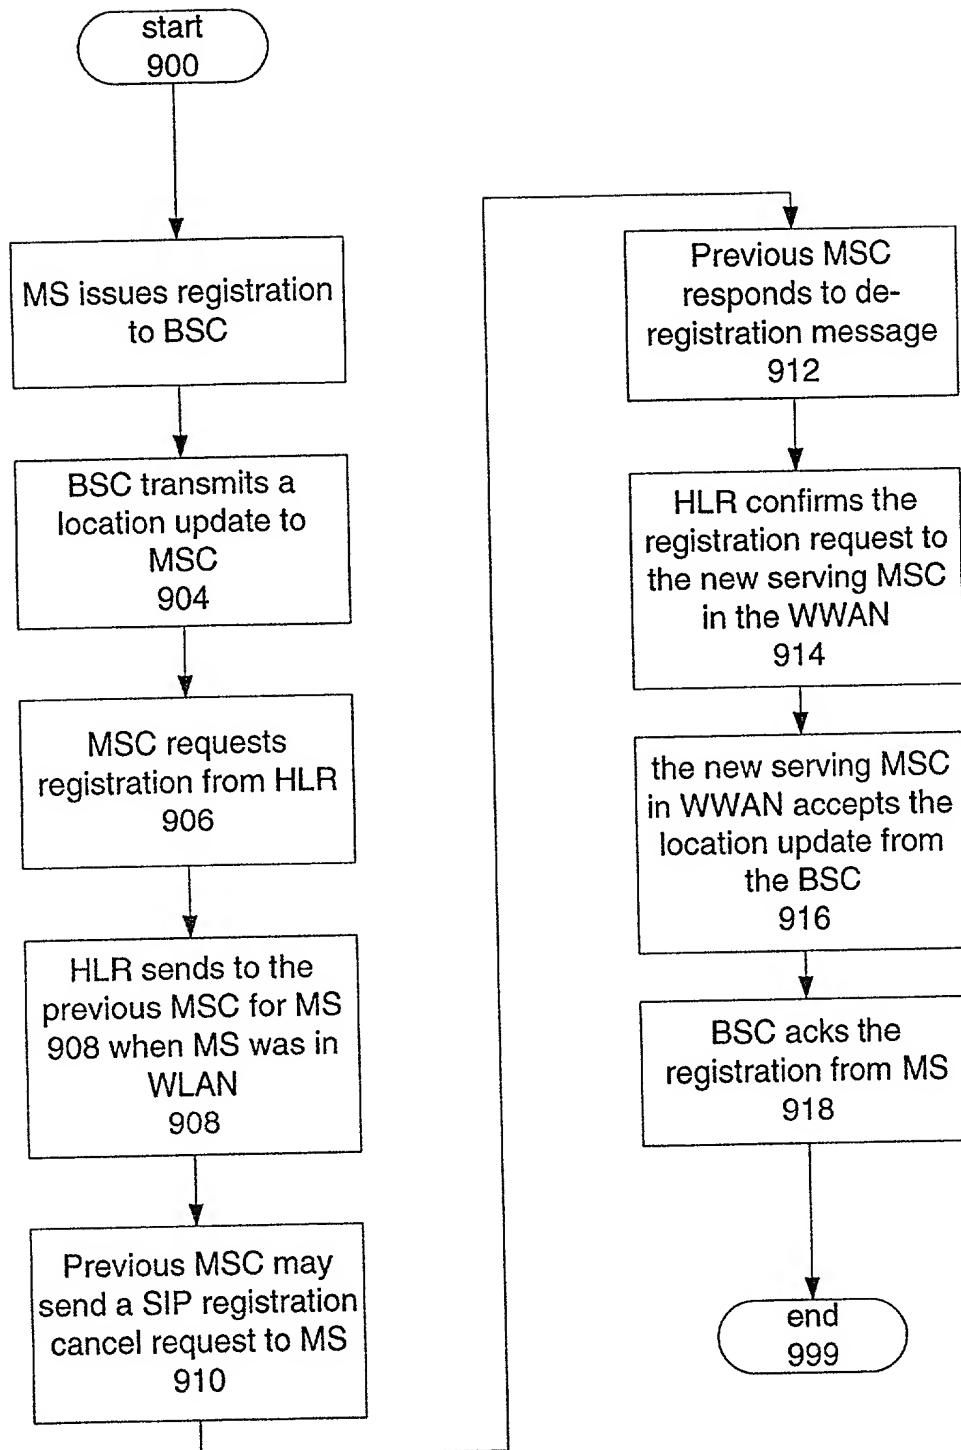 start
900
MS issues registration
to BSC
BSC transmits a
location update to
MSC
904
MSC requests
registration from HLR
906
HLR sends to the
previous MSC for MS
908 when MS was in
WLAN
908
Previous MSC may
send a SIP registration
cancel request to MS
910
Previous MSC
responds to de-
registration message
912
HLR confirms the
registration request to
the new serving MSC
in the WWAN
914
the new serving MSC
in WWAN accepts the
location update from
the BSC
916
BSC acks the
registration from MS
918
end
999